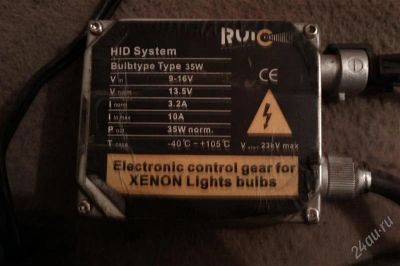 RVIC
HID System
Bulbtype Type 35W
V in 9-16V
V norm 13.5V
I norm 3.2A
I in max 10A
P out 35W norm.
T case -40°C ~ +105°C
CE
V out 23kV max
Electronic control gear for
XENON Lights bulbs
24au.ru